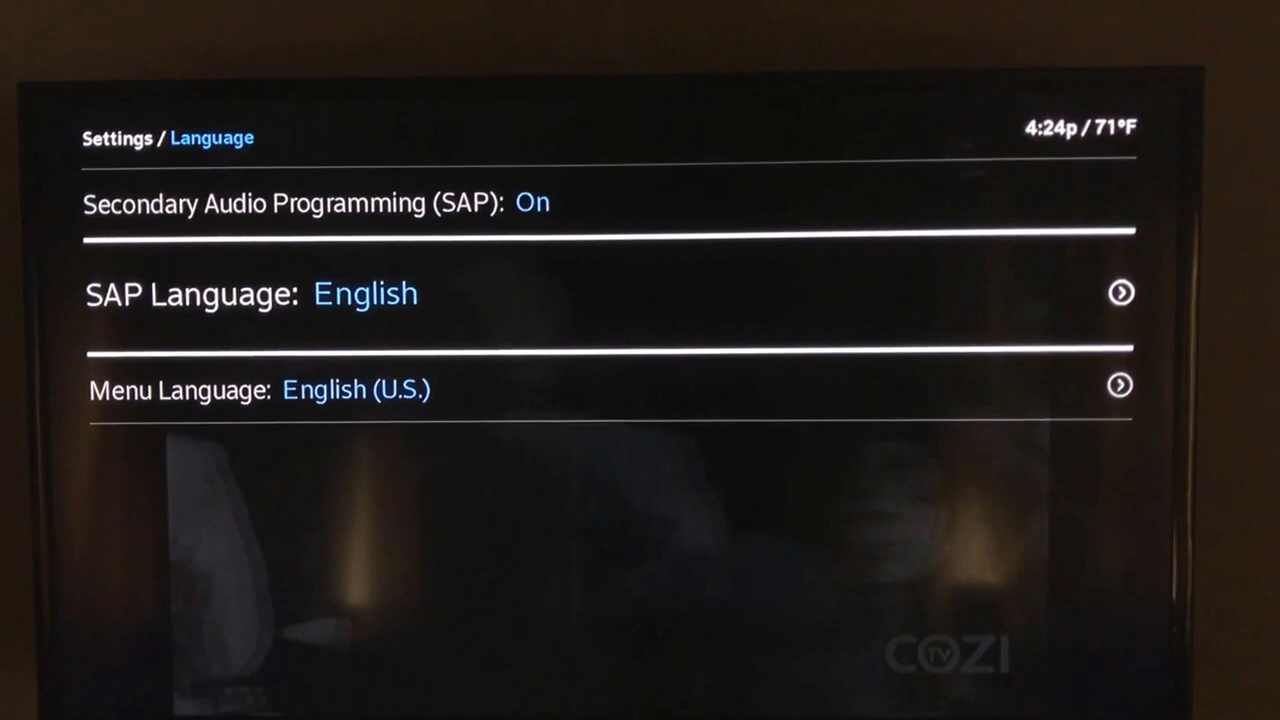 Settings / Language
4:24p / 71°F
Secondary Audio Programming (SAP): On
SAP Language: English
Menu Language: English (U.S.)
COZI TV